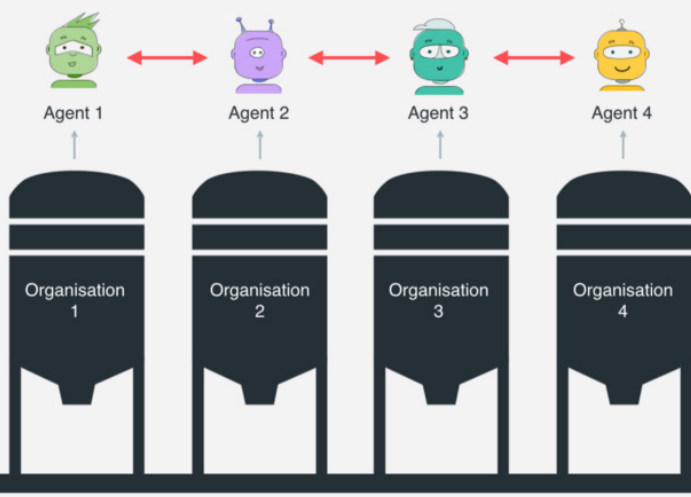 Agent 1
Agent 2
Agent 3
Agent 4
Organisation
1
Organisation
2
Organisation
3
Organisation
4